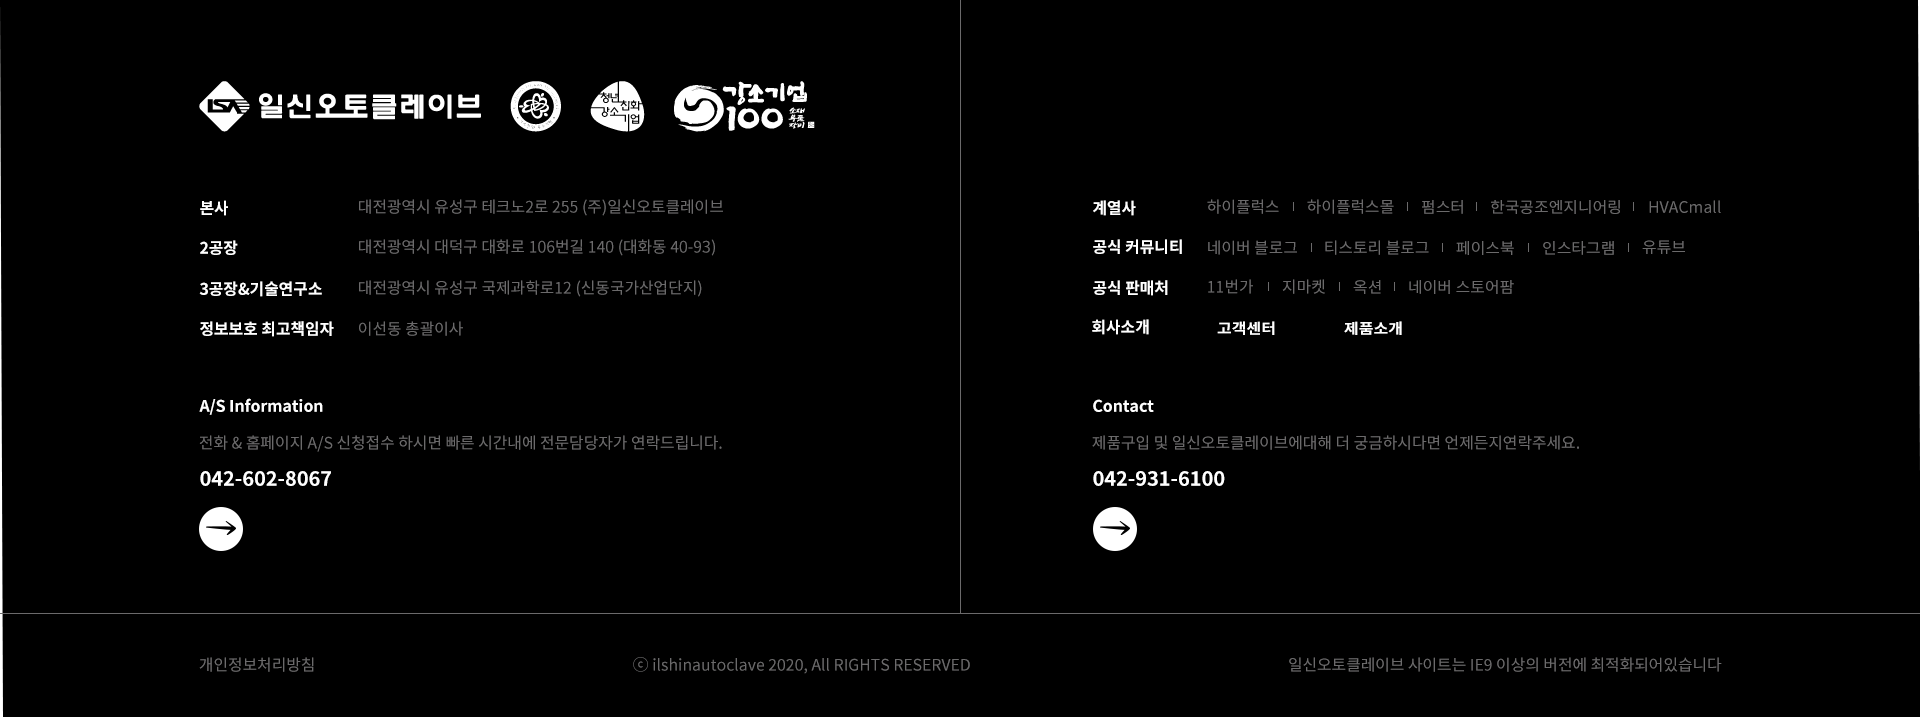 ISA 일신오토클레이브
청년 친화
강소 기업
강소기업
100
본사 대전광역시 유성구 테크노2로 255 (주)일신오토클레이브
2공장 대전광역시 대덕구 대화로 106번길 140 (대화동 40-93)
3공장&기술연구소 대전광역시 유성구 국제과학로12 (신동국가산업단지)
정보보호 최고책임자 이선동 총괄이사
A/S Information
전화 & 홈페이지 A/S 신청접수 하시면 빠른 시간내에 전문담당자가 연락드립니다.
042-602-8067
계열사 하이플럭스 | 하이플럭스몰 | 펌스터 | 한국공조엔지니어링 | HVACmall
공식 커뮤니티 네이버 블로그 | 티스토리 블로그 | 페이스북 | 인스타그램 | 유튜브
공식 판매처 11번가 | 지마켓 | 옥션 | 네이버 스토어팜
회사소개 고객센터 제품소개
Contact
제품구입 및 일신오토클레이브에대해 더 궁금하시다면 언제든지연락주세요.
042-931-6100
개인정보처리방침
ⓒ ilshinautoclave 2020, All RIGHTS RESERVED
일신오토클레이브 사이트는 IE9 이상의 버전에 최적화되어있습니다